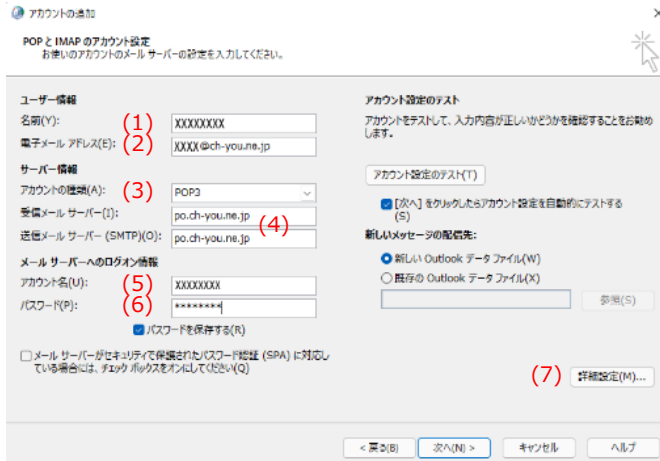 アカウントの追加
POP と IMAP のアカウント設定
お使いのアカウントのメール サーバーの設定を入力してください。
ユーザー情報
名前(Y): (1) XXXXXXXX
電子メール アドレス(E): (2) XXXX@ch-you.ne.jp
サーバー情報
アカウントの種類(A): (3) POP3
受信メール サーバー(I): po.ch-you.ne.jp (4)
送信メール サーバー (SMTP)(O): po.ch-you.ne.jp
メール サーバーへのログオン情報
アカウント名(U): (5) XXXXXXXX
パスワード(P): (6) ********
パスワードを保存する(R)
メール サーバーがセキュリティで保護されたパスワード認証 (SPA) に対応し
ている場合には、チェック ボックスをオンにしてください(Q)
アカウント設定のテスト
アカウントをテストして、入力内容が正しいかどうかを確認することをお勧め
します。
アカウント設定のテスト(T)
[次へ] をクリックしたらアカウント設定を自動的にテストする
(S)
新しいメッセージの配信先:
新しい Outlook データ ファイル(W)
既存の Outlook データ ファイル(X)
参照(S)
(7) 詳細設定(M)...
< 戻る(B) 次へ(N) > キャンセル ヘルプ